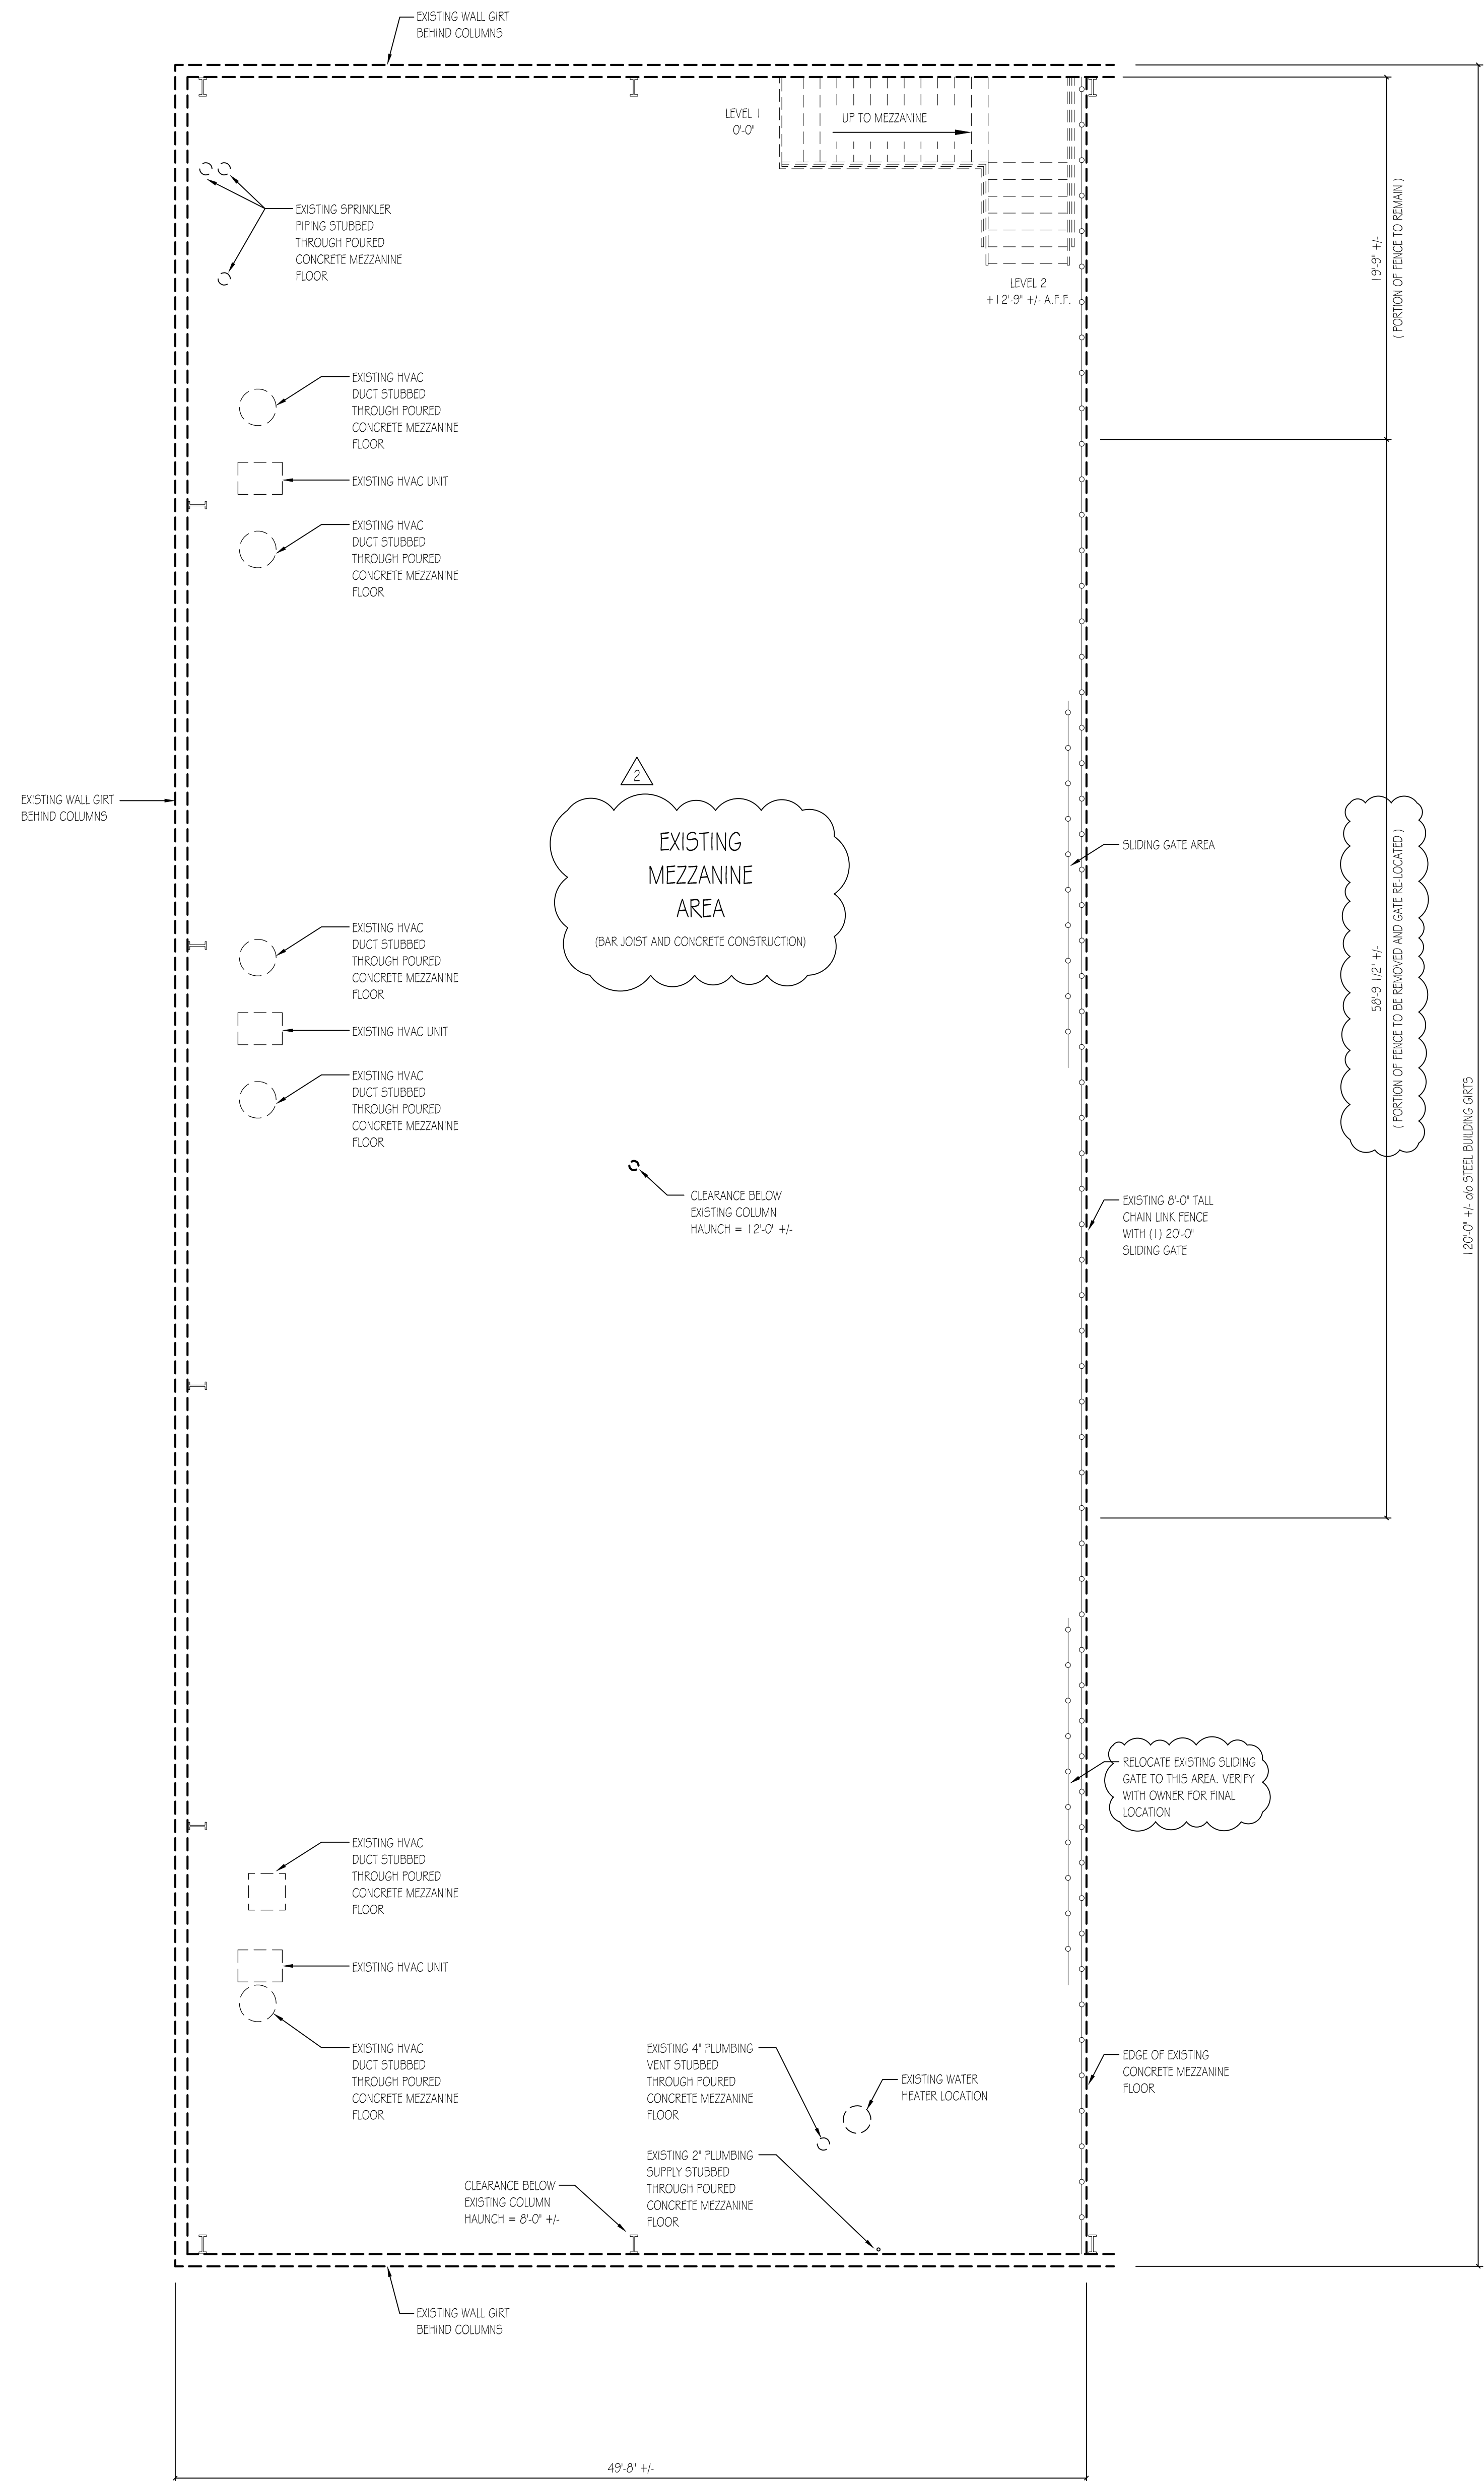 EXISTING WALL GIRT
BEHIND COLUMNS
LEVEL 1
0'-0"
UP TO MEZZANINE
EXISTING SPRINKLER
PIPING STUBBED
THROUGH POURED
CONCRETE MEZZANINE
FLOOR
LEVEL 2
+12'-9" +/- A.F.F.
19'-9" +/-
( PORTION OF FENCE TO REMAIN )
EXISTING HVAC
DUCT STUBBED
THROUGH POURED
CONCRETE MEZZANINE
FLOOR
EXISTING HVAC UNIT
EXISTING HVAC
DUCT STUBBED
THROUGH POURED
CONCRETE MEZZANINE
FLOOR
2
EXISTING WALL GIRT
BEHIND COLUMNS
EXISTING
MEZZANINE
AREA
(BAR JOIST AND CONCRETE CONSTRUCTION)
SLIDING GATE AREA
58'-9 1/2" +/-
( PORTION OF FENCE TO BE REMOVED AND GATE RE-LOCATED )
EXISTING HVAC
DUCT STUBBED
THROUGH POURED
CONCRETE MEZZANINE
FLOOR
EXISTING HVAC UNIT
EXISTING HVAC
DUCT STUBBED
THROUGH POURED
CONCRETE MEZZANINE
FLOOR
120'-0" +/- o/o STEEL BUILDING GIRTS
CLEARANCE BELOW
EXISTING COLUMN
HAUNCH = 12'-0" +/-
EXISTING 8'-0" TALL
CHAIN LINK FENCE
WITH (1) 20'-0"
SLIDING GATE
RELOCATE EXISTING SLIDING
GATE TO THIS AREA. VERIFY
WITH OWNER FOR FINAL
LOCATION
EXISTING HVAC
DUCT STUBBED
THROUGH POURED
CONCRETE MEZZANINE
FLOOR
EXISTING HVAC UNIT
EXISTING HVAC
DUCT STUBBED
THROUGH POURED
CONCRETE MEZZANINE
FLOOR
EXISTING 4" PLUMBING
VENT STUBBED
THROUGH POURED
CONCRETE MEZZANINE
FLOOR
EXISTING WATER
HEATER LOCATION
EDGE OF EXISTING
CONCRETE MEZZANINE
FLOOR
EXISTING 2" PLUMBING
SUPPLY STUBBED
THROUGH POURED
CONCRETE MEZZANINE
FLOOR
CLEARANCE BELOW
EXISTING COLUMN
HAUNCH = 8'-0" +/-
EXISTING WALL GIRT
BEHIND COLUMNS
49'-8" +/-